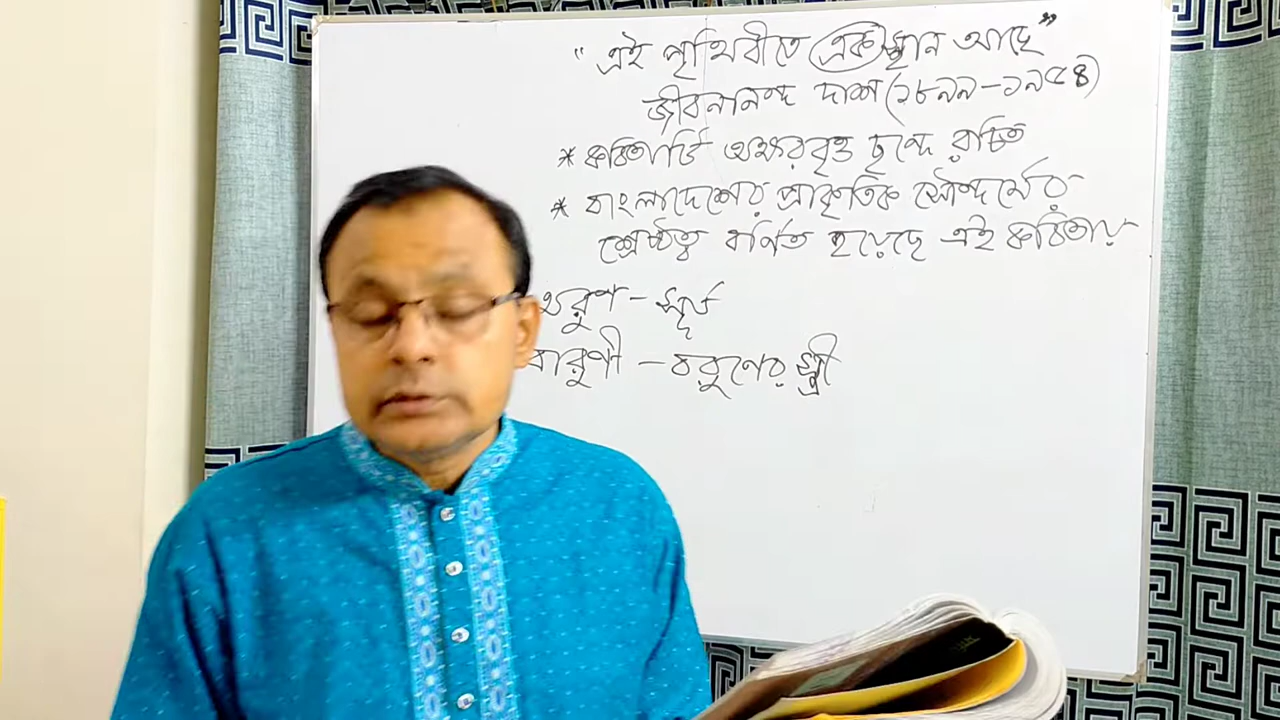 "এই পৃথিবীতে এক স্থান আছে"
জীবনানন্দ দাশ (১৮৯৯-১৯৫৪)
* কবিতাটি অক্ষরবৃত্ত ছন্দে রচিত
* বাংলাদেশের প্রাকৃতিক সৌন্দর্যের
শ্রেষ্ঠত্ব বর্ণিত হয়েছে এই কবিতায়
অরুণ - সূর্য
বারুণী - বরুণের স্ত্রী